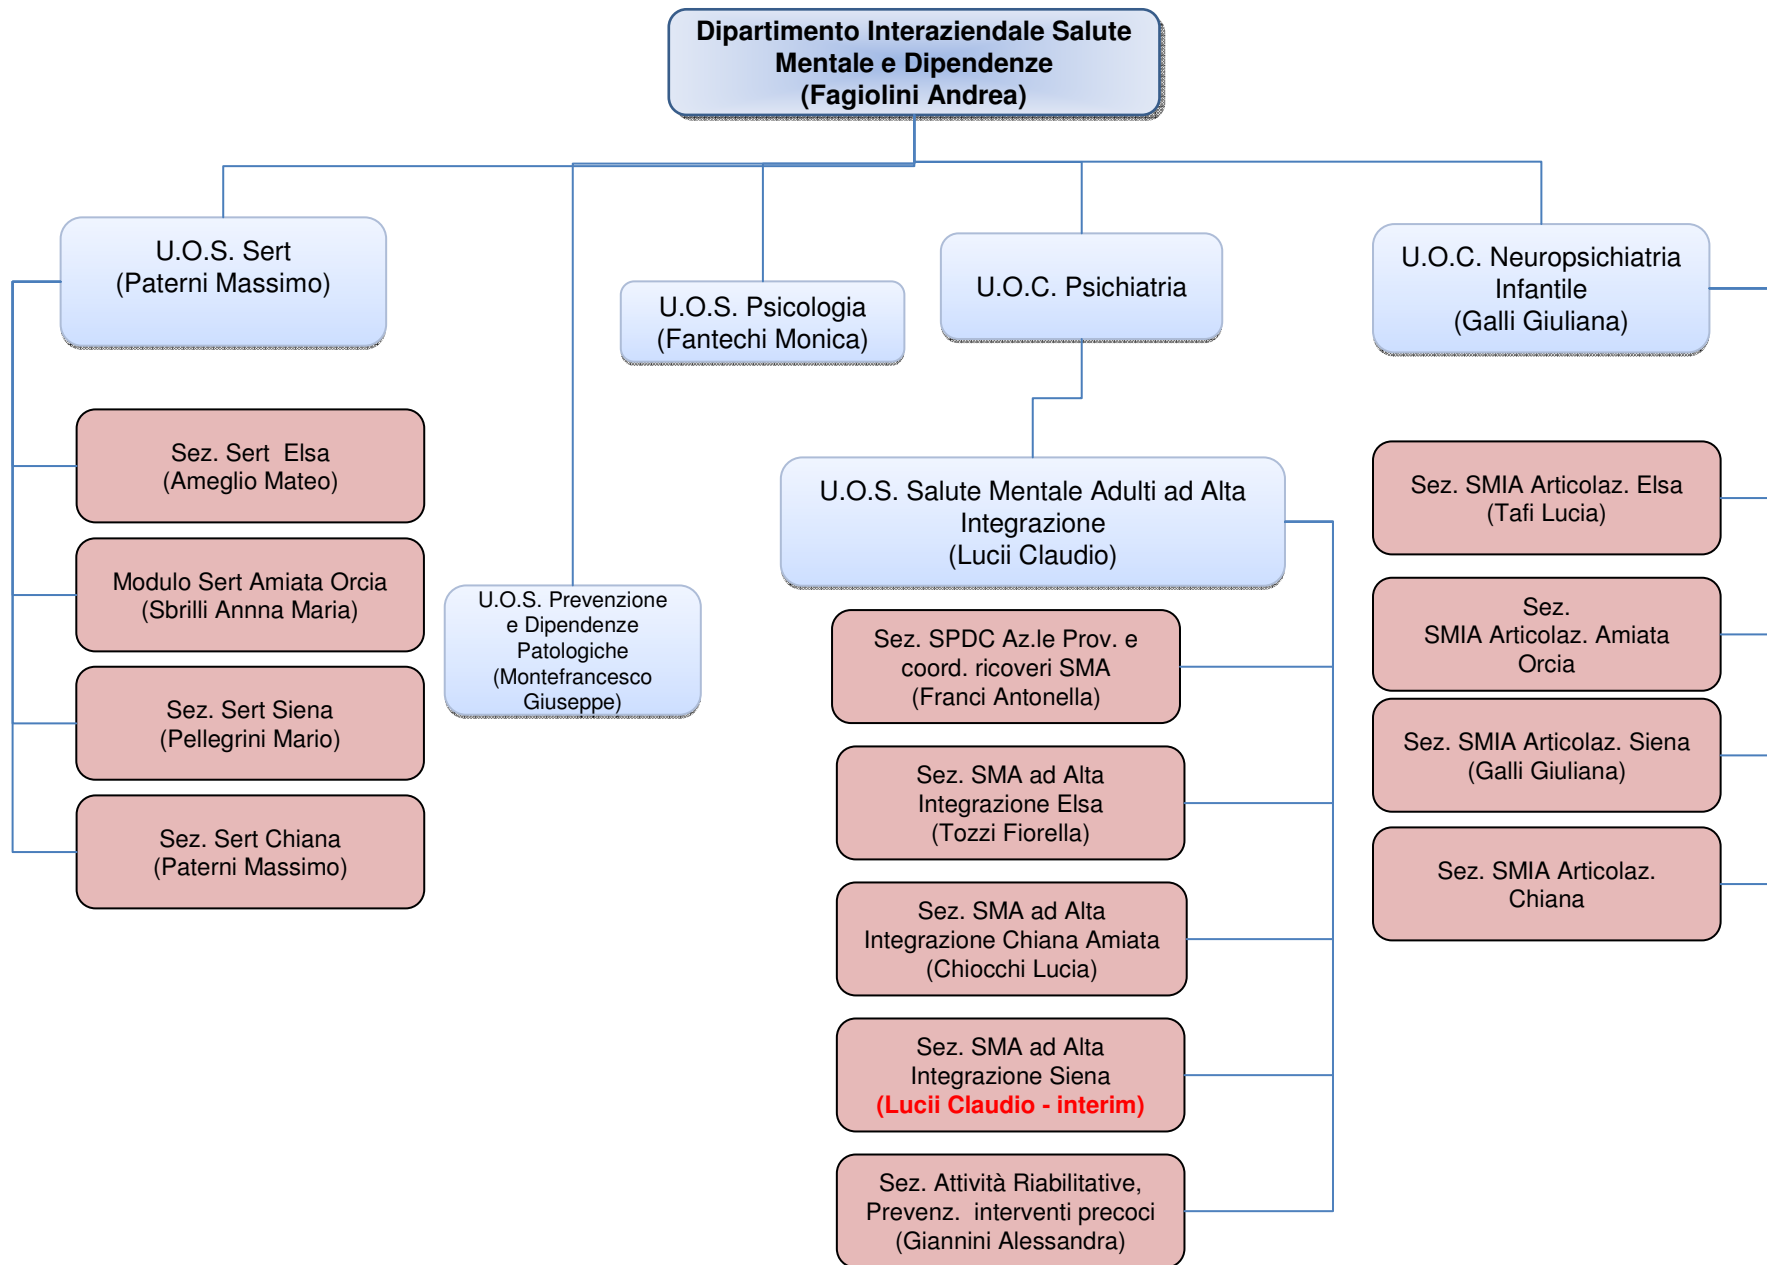 Dipartimento Interaziendale Salute
Mentale e Dipendenze
(Fagiolini Andrea)
U.O.S. Sert
(Paterni Massimo)
U.O.S. Psicologia
(Fantechi Monica)
U.O.C. Psichiatria
U.O.C. Neuropsichiatria
Infantile
(Galli Giuliana)
Sez. Sert Elsa
(Ameglio Mateo)
Modulo Sert Amiata Orcia
(Sbrilli Annna Maria)
Sez. Sert Siena
(Pellegrini Mario)
Sez. Sert Chiana
(Paterni Massimo)
U.O.S. Prevenzione
e Dipendenze
Patologiche
(Montefrancesco
Giuseppe)
U.O.S. Salute Mentale Adulti ad Alta
Integrazione
(Lucii Claudio)
Sez. SPDC Az.le Prov. e
coord. ricoveri SMA
(Franci Antonella)
Sez. SMA ad Alta
Integrazione Elsa
(Tozzi Fiorella)
Sez. SMA ad Alta
Integrazione Chiana Amiata
(Chiocchi Lucia)
Sez. SMA ad Alta
Integrazione Siena
(Lucii Claudio - interim)
Sez. Attività Riabilitative,
Prevenz. interventi precoci
(Giannini Alessandra)
Sez. SMIA Articolaz. Elsa
(Tafi Lucia)
Sez.
SMIA Articolaz. Amiata
Orcia
Sez. SMIA Articolaz. Siena
(Galli Giuliana)
Sez. SMIA Articolaz.
Chiana